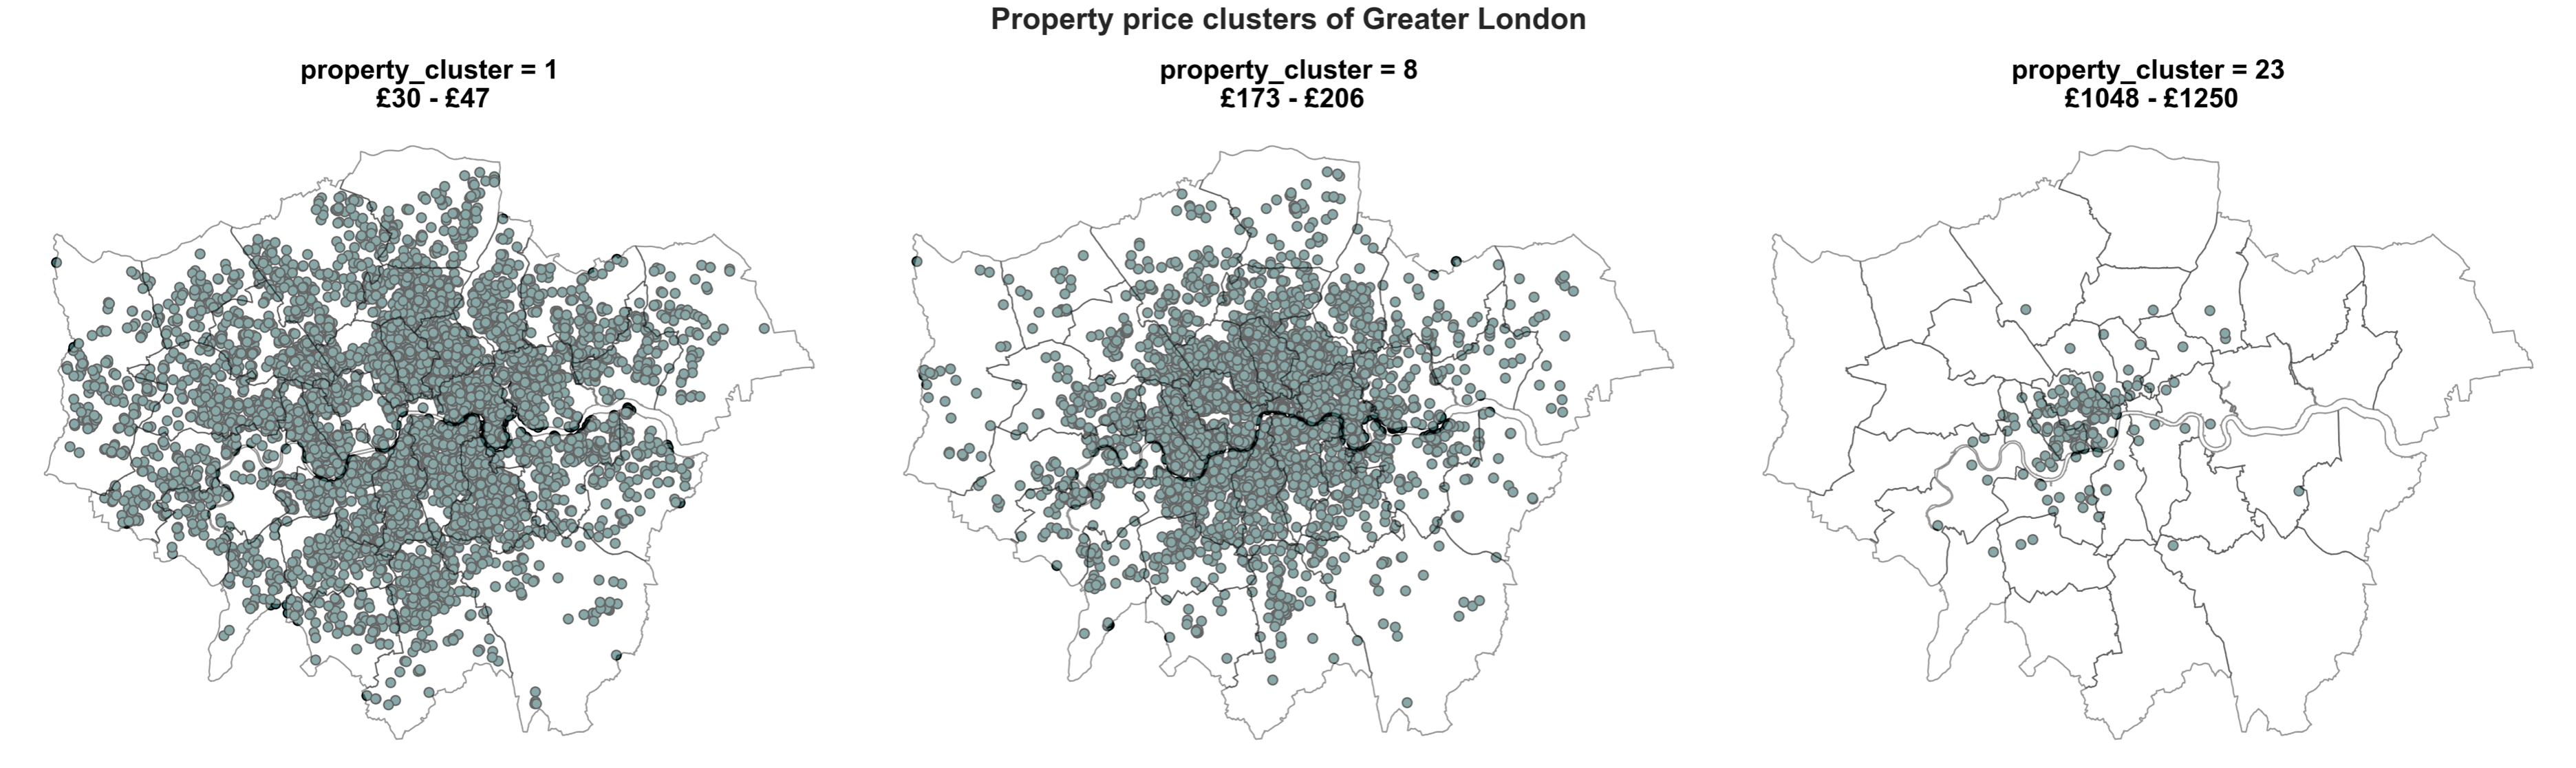 Property price clusters of Greater London
property_cluster = 1
£30 - £47
property_cluster = 8
£173 - £206
property_cluster = 23
£1048 - £1250